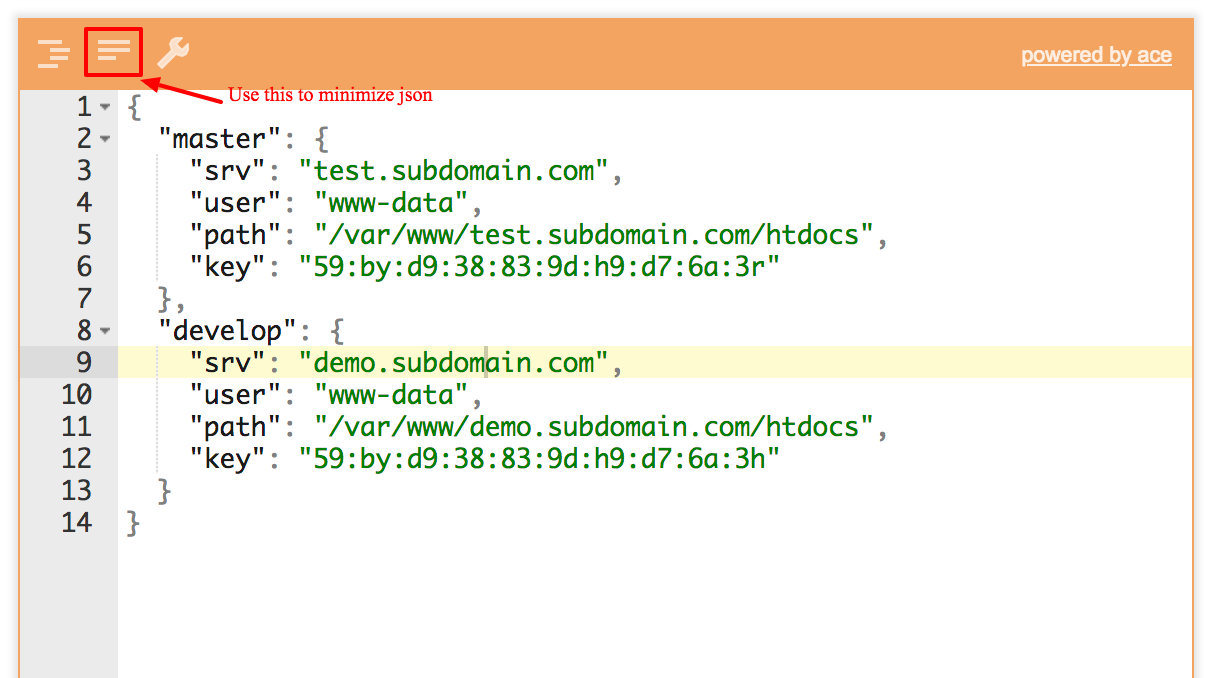 powered by ace
Use this to minimize json
1 {
2   "master": {
3     "srv": "test.subdomain.com",
4     "user": "www-data",
5     "path": "/var/www/test.subdomain.com/htdocs",
6     "key": "59:by:d9:38:83:9d:h9:d7:6a:3r"
7   },
8   "develop": {
9     "srv": "demo.subdomain.com",
10     "user": "www-data",
11     "path": "/var/www/demo.subdomain.com/htdocs",
12     "key": "59:by:d9:38:83:9d:h9:d7:6a:3h"
13   }
14 }